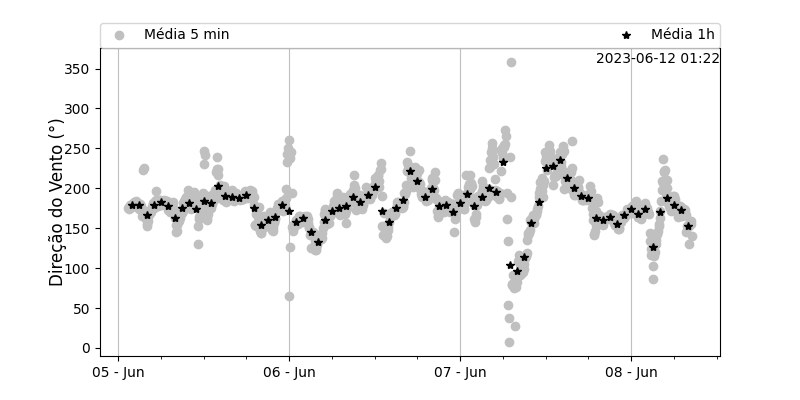 Média 5 min
Média 1h
2023-06-12 01:22
Direção do Vento (°)
350
300
250
200
150
100
50
0
05 - Jun
06 - Jun
07 - Jun
08 - Jun